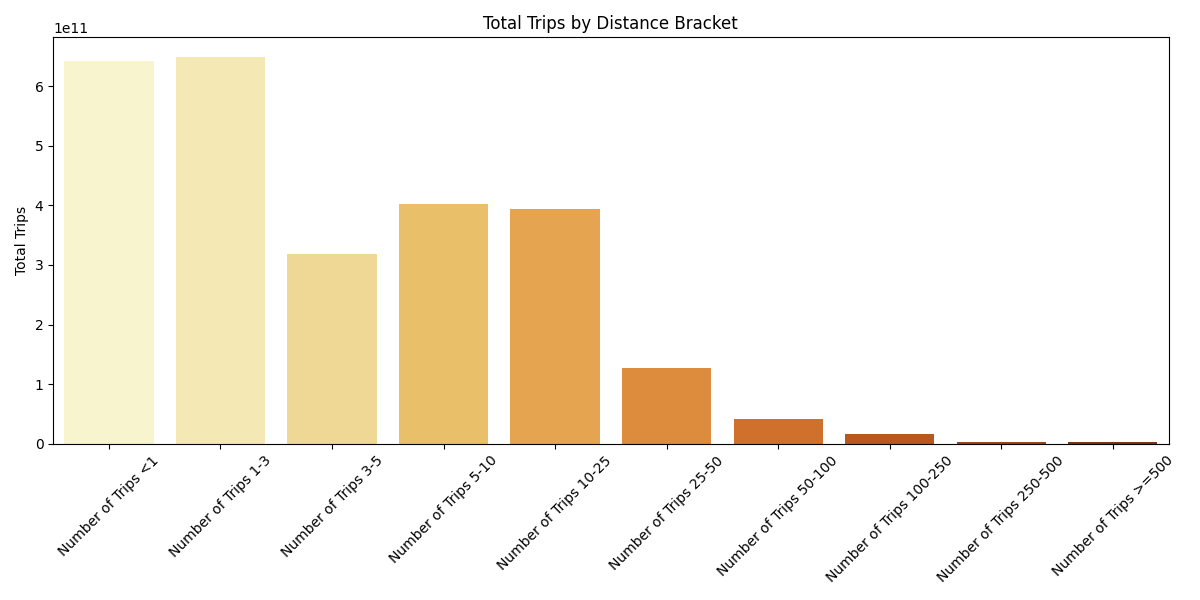 Total Trips by Distance Bracket
1e11
Total Trips
6
5
4
3
2
1
0
Number of Trips <1
Number of Trips 1-3
Number of Trips 3-5
Number of Trips 5-10
Number of Trips 10-25
Number of Trips 25-50
Number of Trips 50-100
Number of Trips 100-250
Number of Trips 250-500
Number of Trips >=500